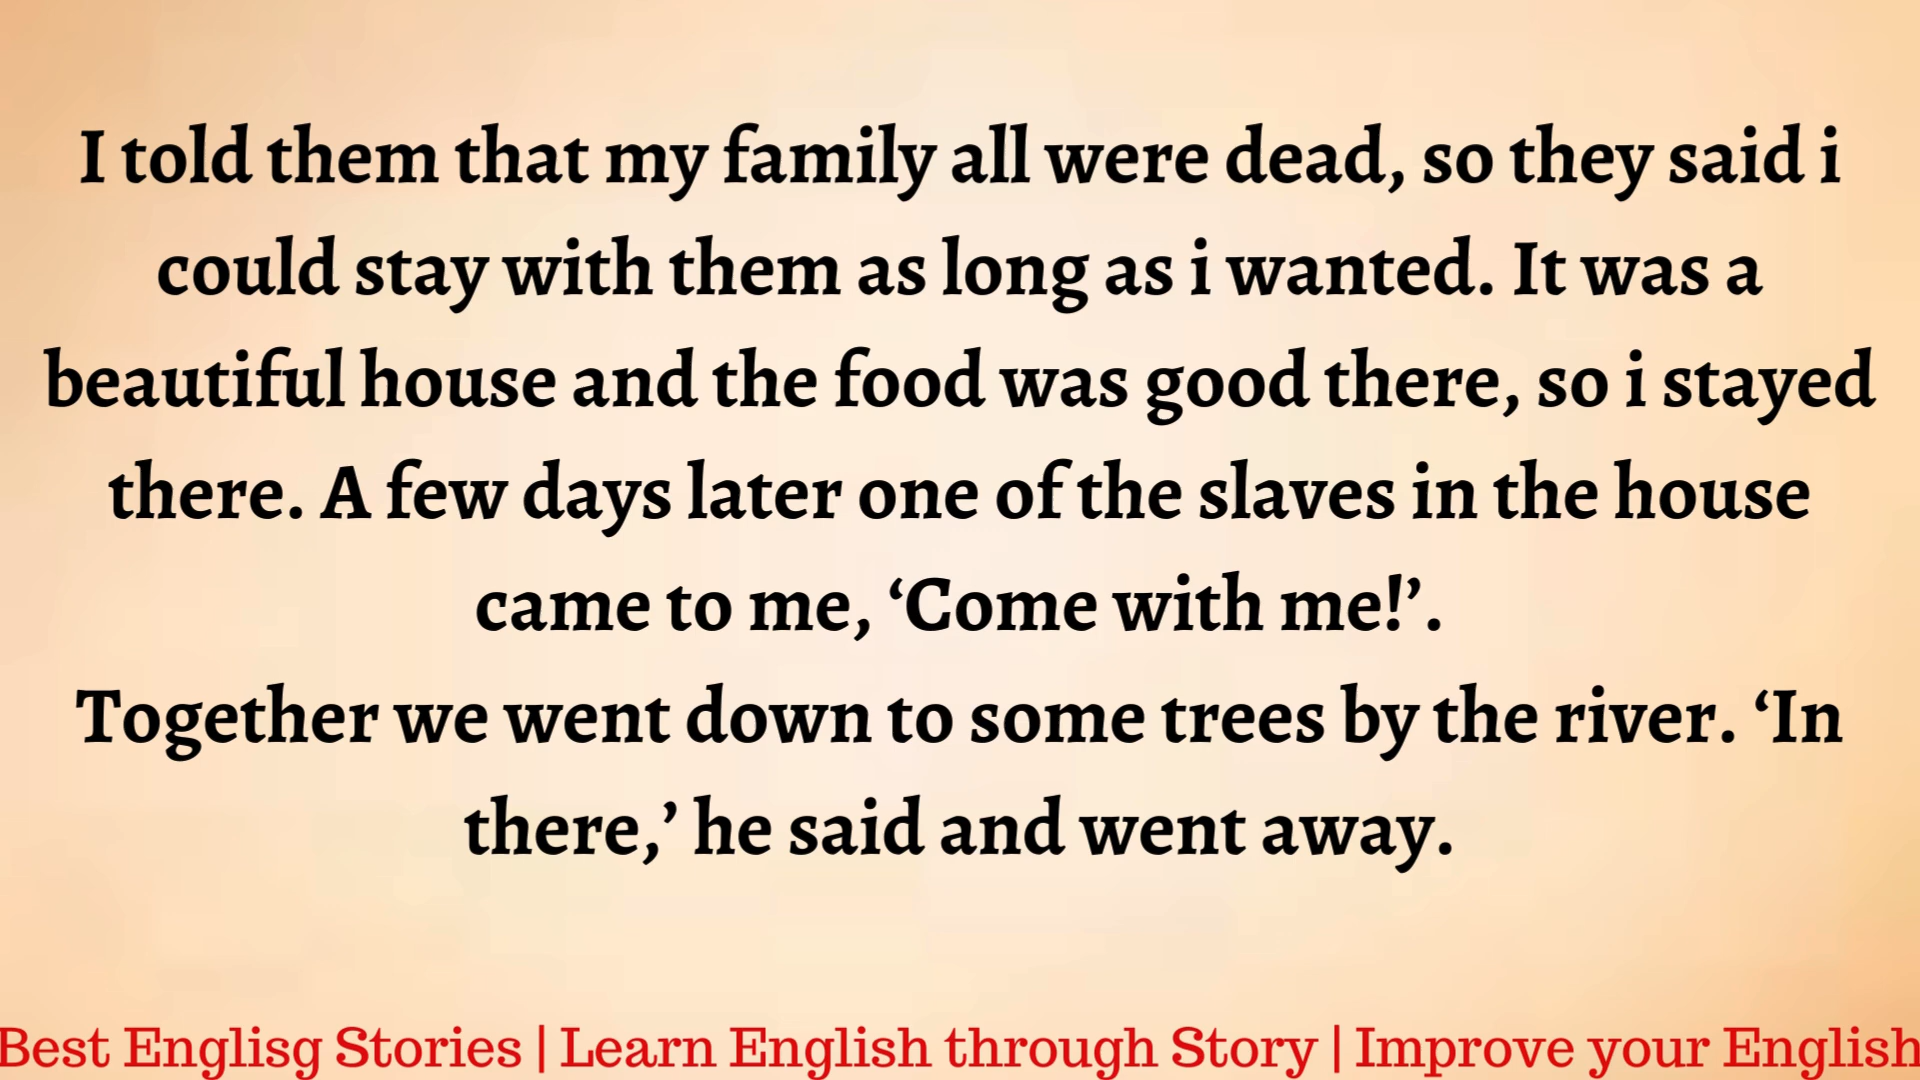 I told them that my family all were dead, so they said i
could stay with them as long as i wanted. It was a
beautiful house and the food was good there, so i stayed
there. A few days later one of the slaves in the house
came to me, ‘Come with me!’.
Together we went down to some trees by the river. ‘In
there,’ he said and went away.
Best Englisg Stories | Learn English through Story | Improve your English